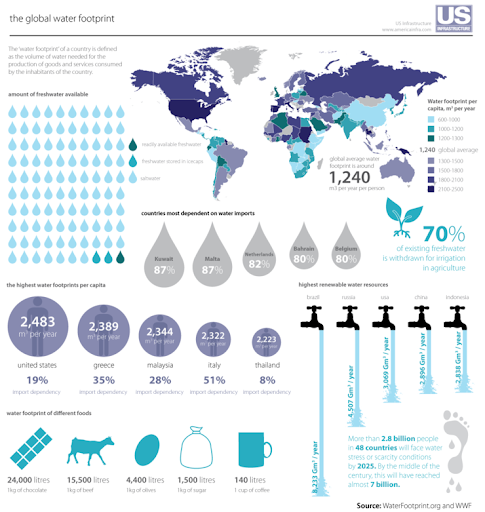 the global water footprint
US Infrastructure
www.americainfra.com
US
INFRASTRUCTURE
The 'water footprint' of a country is defined
as the volume of water needed for the
production of goods and services consumed
by the inhabitants of the country.
amount of freshwater available
readily available freshwater
freshwater stored in icecaps
saltwater
Water footprint per
capita, m³ per year
600-1000
1000-1200
1200-1300
1,240 global average
1300-1500
1500-1800
1800-2100
2100-2500
global average water
footprint is around
1,240
m3 per year per person
countries most dependent on water imports
Kuwait
87%
Malta
87%
Netherlands
82%
Bahrain
80%
Belgium
80%
70%
of existing freshwater
is withdrawn for irrigation
in agriculture
the highest water footprints per capita
2,483
m³ per year
united states
19%
import dependency
2,389
m³ per year
greece
35%
import dependency
2,344
m³ per year
malaysia
28%
import dependency
2,322
m³ per year
italy
51%
import dependency
2,223
m³ per year
thailand
8%
import dependency
highest renewable water resources
brazil
russia
usa
china
indonesia
8,233 Gm³ / year
4,507 Gm³ / year
3,069 Gm³ / year
2,896 Gm³ / year
2,838 Gm³ / year
water footprint of different foods
24,000 litres
1kg of chocolate
15,500 litres
1kg of beef
4,400 litres
1kg of olives
1,500 litres
1kg of sugar
140 litres
1 cup of coffee
More than 2.8 billion people
in 48 countries will face water
stress or scarcity conditions
by 2025. By the middle of the
century, this will have reached
almost 7 billion.
Source: WaterFootprint.org and WWF